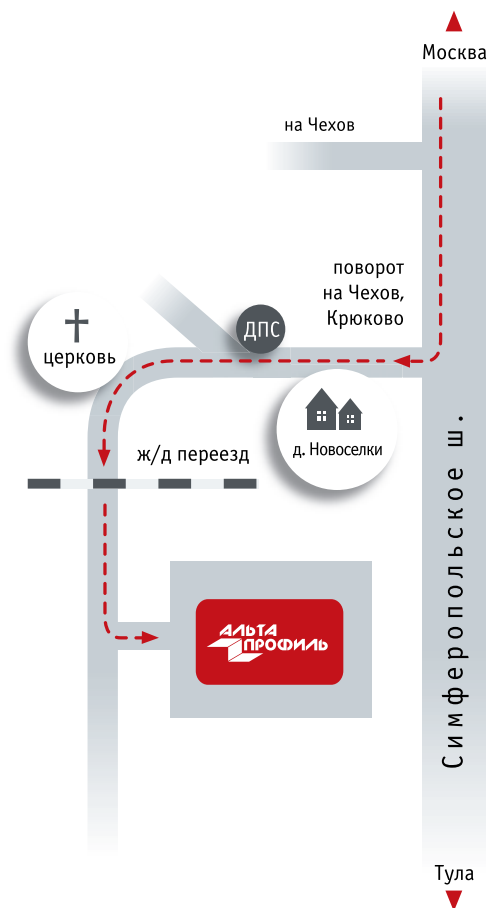 Москва
на Чехов
поворот
на Чехов,
Крюково
ДПС
церковь
д. Новоселки
ж/д переезд
Симферопольское ш.
АЛЬТА
ПРОФИЛЬ
Тула